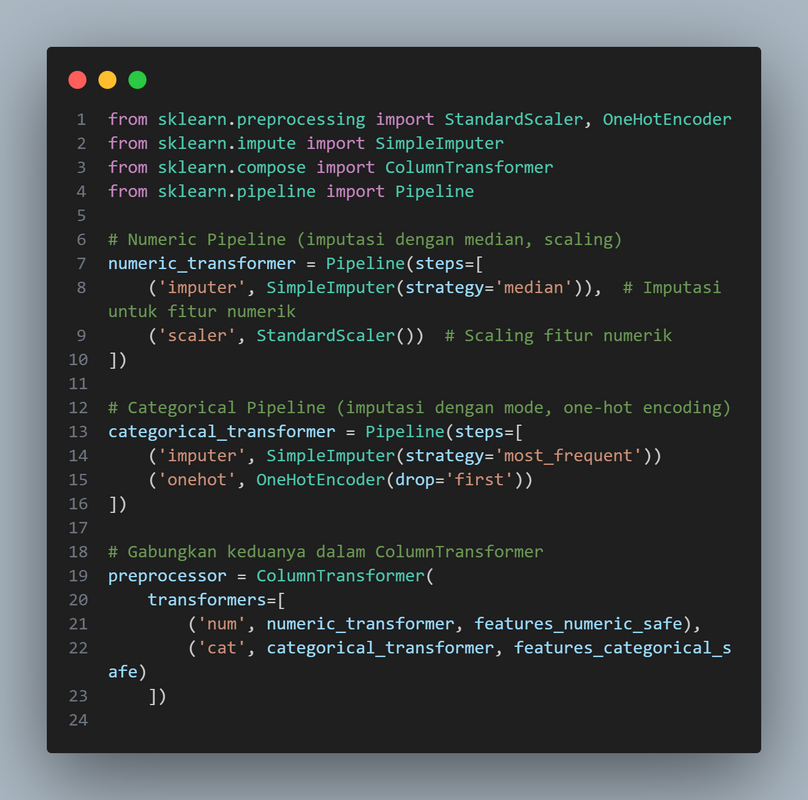 1 from sklearn.preprocessing import StandardScaler, OneHotEncoder
2 from sklearn.impute import SimpleImputer
3 from sklearn.compose import ColumnTransformer
4 from sklearn.pipeline import Pipeline
5
6 # Numeric Pipeline (imputasi dengan median, scaling)
7 numeric_transformer = Pipeline(steps=[
8     ('imputer', SimpleImputer(strategy='median')),  # Imputasi
untuk fitur numerik
9     ('scaler', StandardScaler())  # Scaling fitur numerik
10 ])
11
12 # Categorical Pipeline (imputasi dengan mode, one-hot encoding)
13 categorical_transformer = Pipeline(steps=[
14     ('imputer', SimpleImputer(strategy='most_frequent'))
15     ('onehot', OneHotEncoder(drop='first'))
16 ])
17
18 # Gabungkan keduanya dalam ColumnTransformer
19 preprocessor = ColumnTransformer(
20     transformers=[
21         ('num', numeric_transformer, features_numeric_safe),
22         ('cat', categorical_transformer, features_categorical_s
afe)
23     ])
24